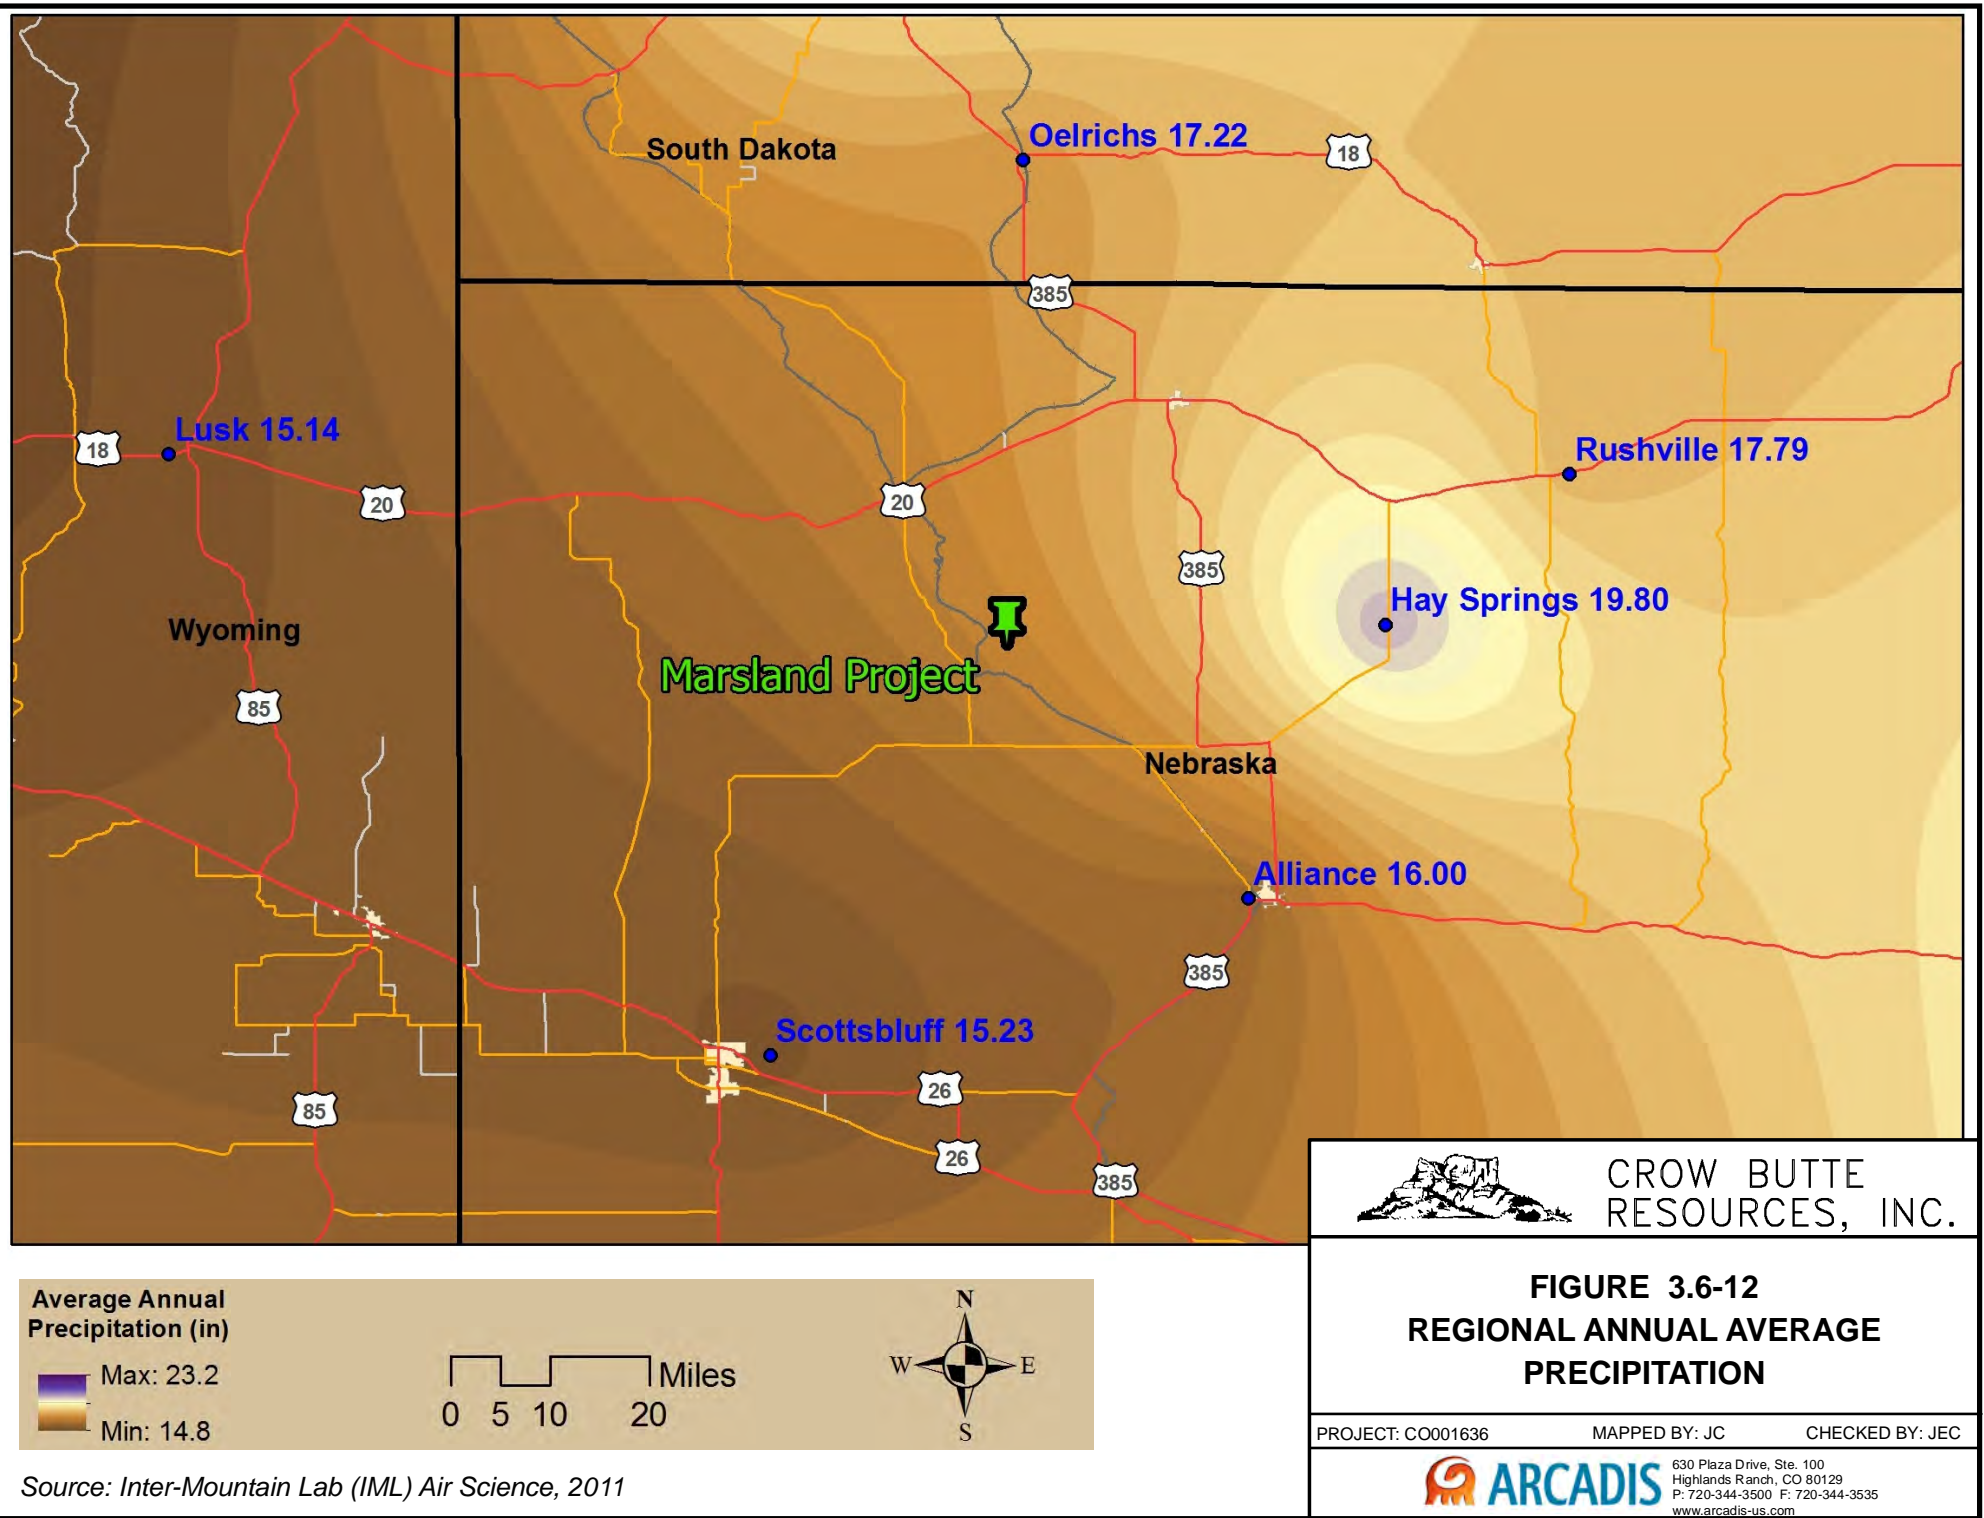 South Dakota
Oelrichs 17.22
18
385
Lusk 15.14
18
20
20
Rushville 17.79
385
Hay Springs 19.80
Wyoming
85
Marsland Project
Nebraska
Alliance 16.00
385
Scottsbluff 15.23
26
85
26
385
CROW BUTTE
RESOURCES, INC.
FIGURE 3.6-12
REGIONAL ANNUAL AVERAGE
PRECIPITATION
PROJECT: CO001636
MAPPED BY: JC
CHECKED BY: JEC
ARCADIS
630 Plaza Drive, Ste. 100
Highlands Ranch, CO 80129
P: 720-344-3500 F: 720-344-3535
www.arcadis-us.com
Average Annual
Precipitation (in)
Max: 23.2
Min: 14.8
Miles
0 5 10 20
N
W E
S
Source: Inter-Mountain Lab (IML) Air Science, 2011